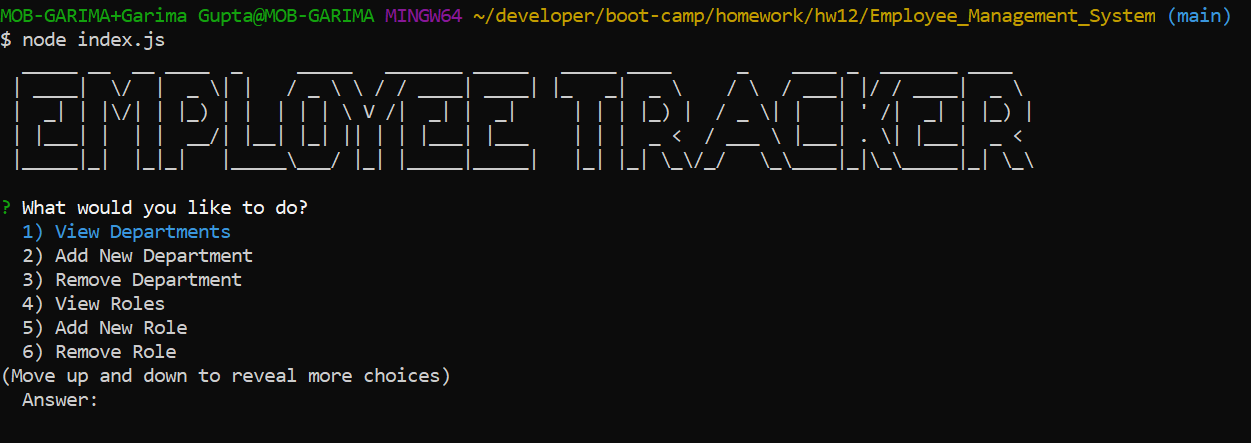 MOB-GARIMA+Garima Gupta@MOB-GARIMA MINGW64 ~/developer/boot-camp/homework/hw12/Employee_Management_System (main)
$ node index.js
EMPLOYEE TRACKER
? What would you like to do?
1) View Departments
2) Add New Department
3) Remove Department
4) View Roles
5) Add New Role
6) Remove Role
(Move up and down to reveal more choices)
Answer: